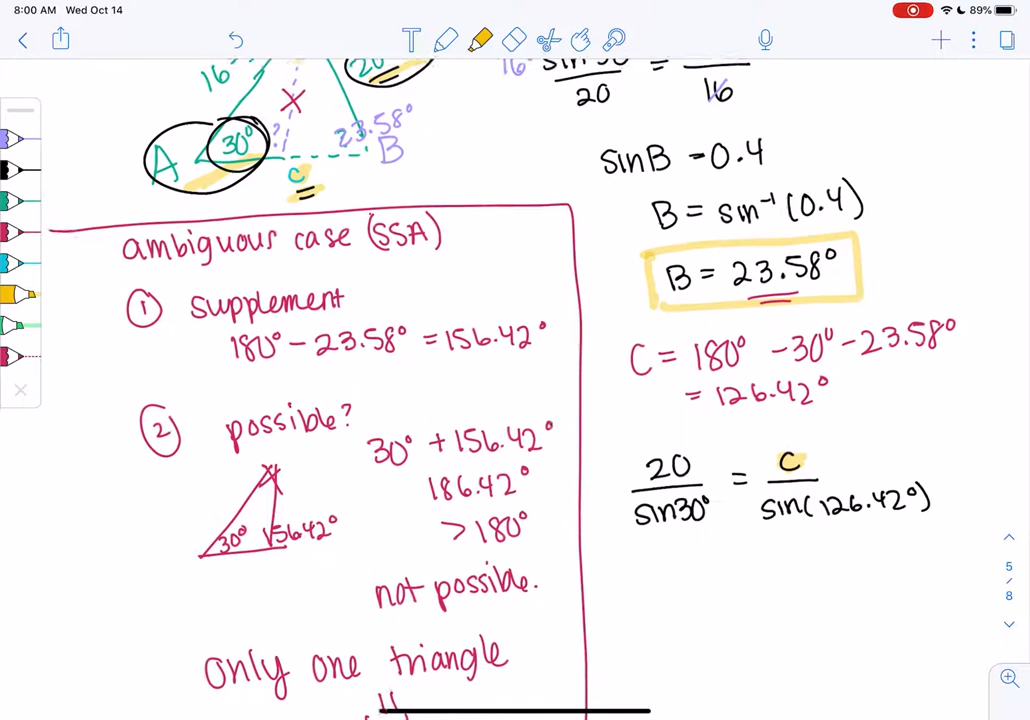 8:00 AM Wed Oct 14
89%
T
16
20
16
20
=
16
A
30°
?
23.58°
B
c
sinB = 0.4
B = sin⁻¹(0.4)
B = 23.58°
C = 180° - 30° - 23.58°
= 126.42°
20/sin30° = c/sin(126.42°)
ambiguous case (SSA)
① supplement
180° - 23.58° = 156.42°
② possible?
30° + 156.42°
186.42°
> 180°
30° 156.42°
not possible.
Only one triangle
5
/
8